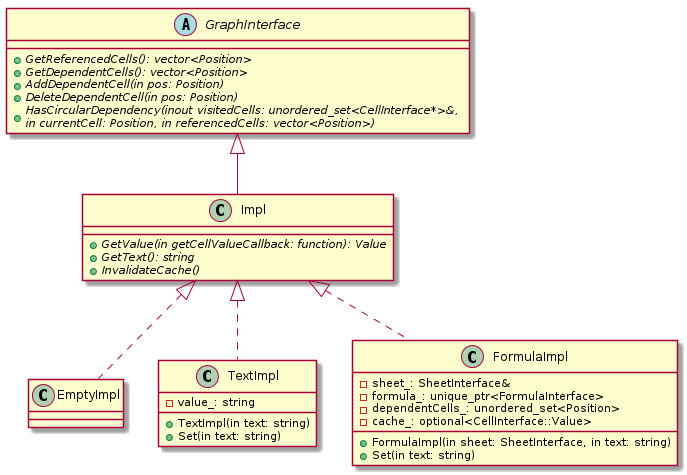 A GraphInterface
GetReferencedCells(): vector<Position>
GetDependentCells(): vector<Position>
AddDependentCell(in pos: Position)
DeleteDependentCell(in pos: Position)
HasCircularDependency(inout visitedCells: unordered_set<CellInterface*>&,
in currentCell: Position, in referencedCells: vector<Position>)
C Impl
GetValue(in getCellValueCallback: function): Value
GetText(): string
InvalidateCache()
C EmptyImpl
C TextImpl
value_: string
TextImpl(in text: string)
Set(in text: string)
C FormulaImpl
sheet_: SheetInterface&
formula_: unique_ptr<FormulaInterface>
dependentCells_: unordered_set<Position>
cache_: optional<CellInterface::Value>
FormulaImpl(in sheet: SheetInterface, in text: string)
Set(in text: string)